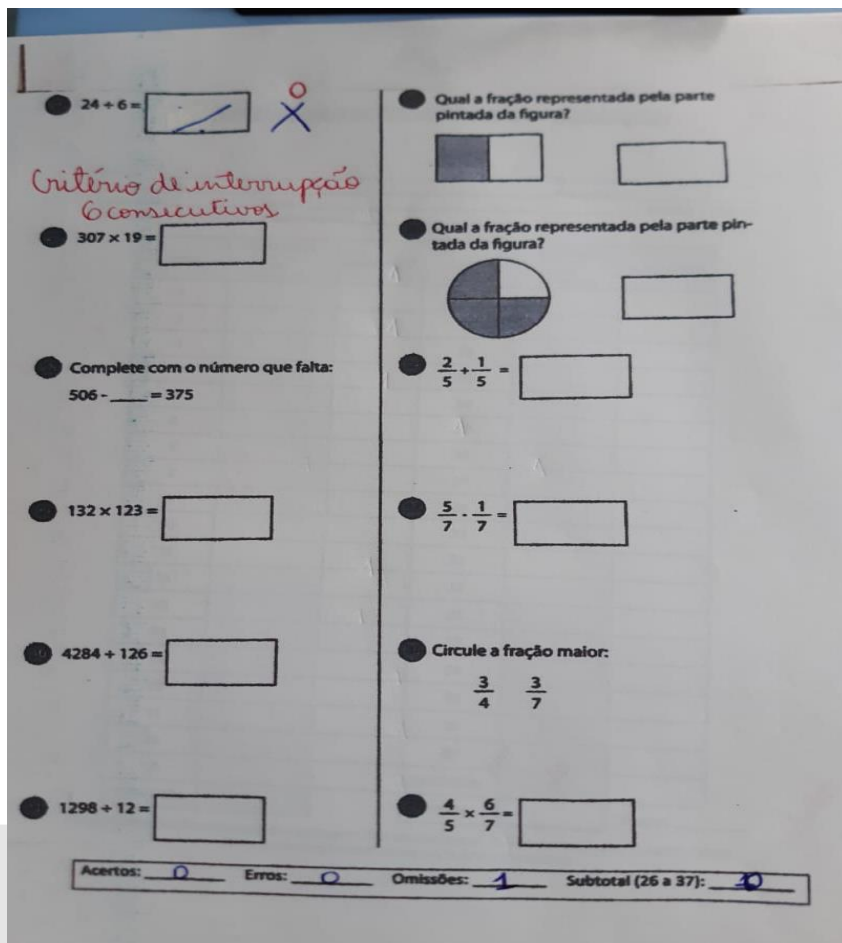 24 ÷ 6 =
O
X
Critério de interrupção
6 consecutivos
307 × 19 =
Complete com o número que falta:
506 - ____ = 375
132 × 123 =
4284 ÷ 126 =
1298 ÷ 12 =
Qual a fração representada pela parte
pintada da figura?
Qual a fração representada pela parte pin-
tada da figura?
2/5 + 1/5 =
5/7 - 1/7 =
Circule a fração maior:
3/4 3/7
4/5 × 6/7 =
Acertos: 0 Erros: 0 Omissões: 1 Subtotal (26 a 37):